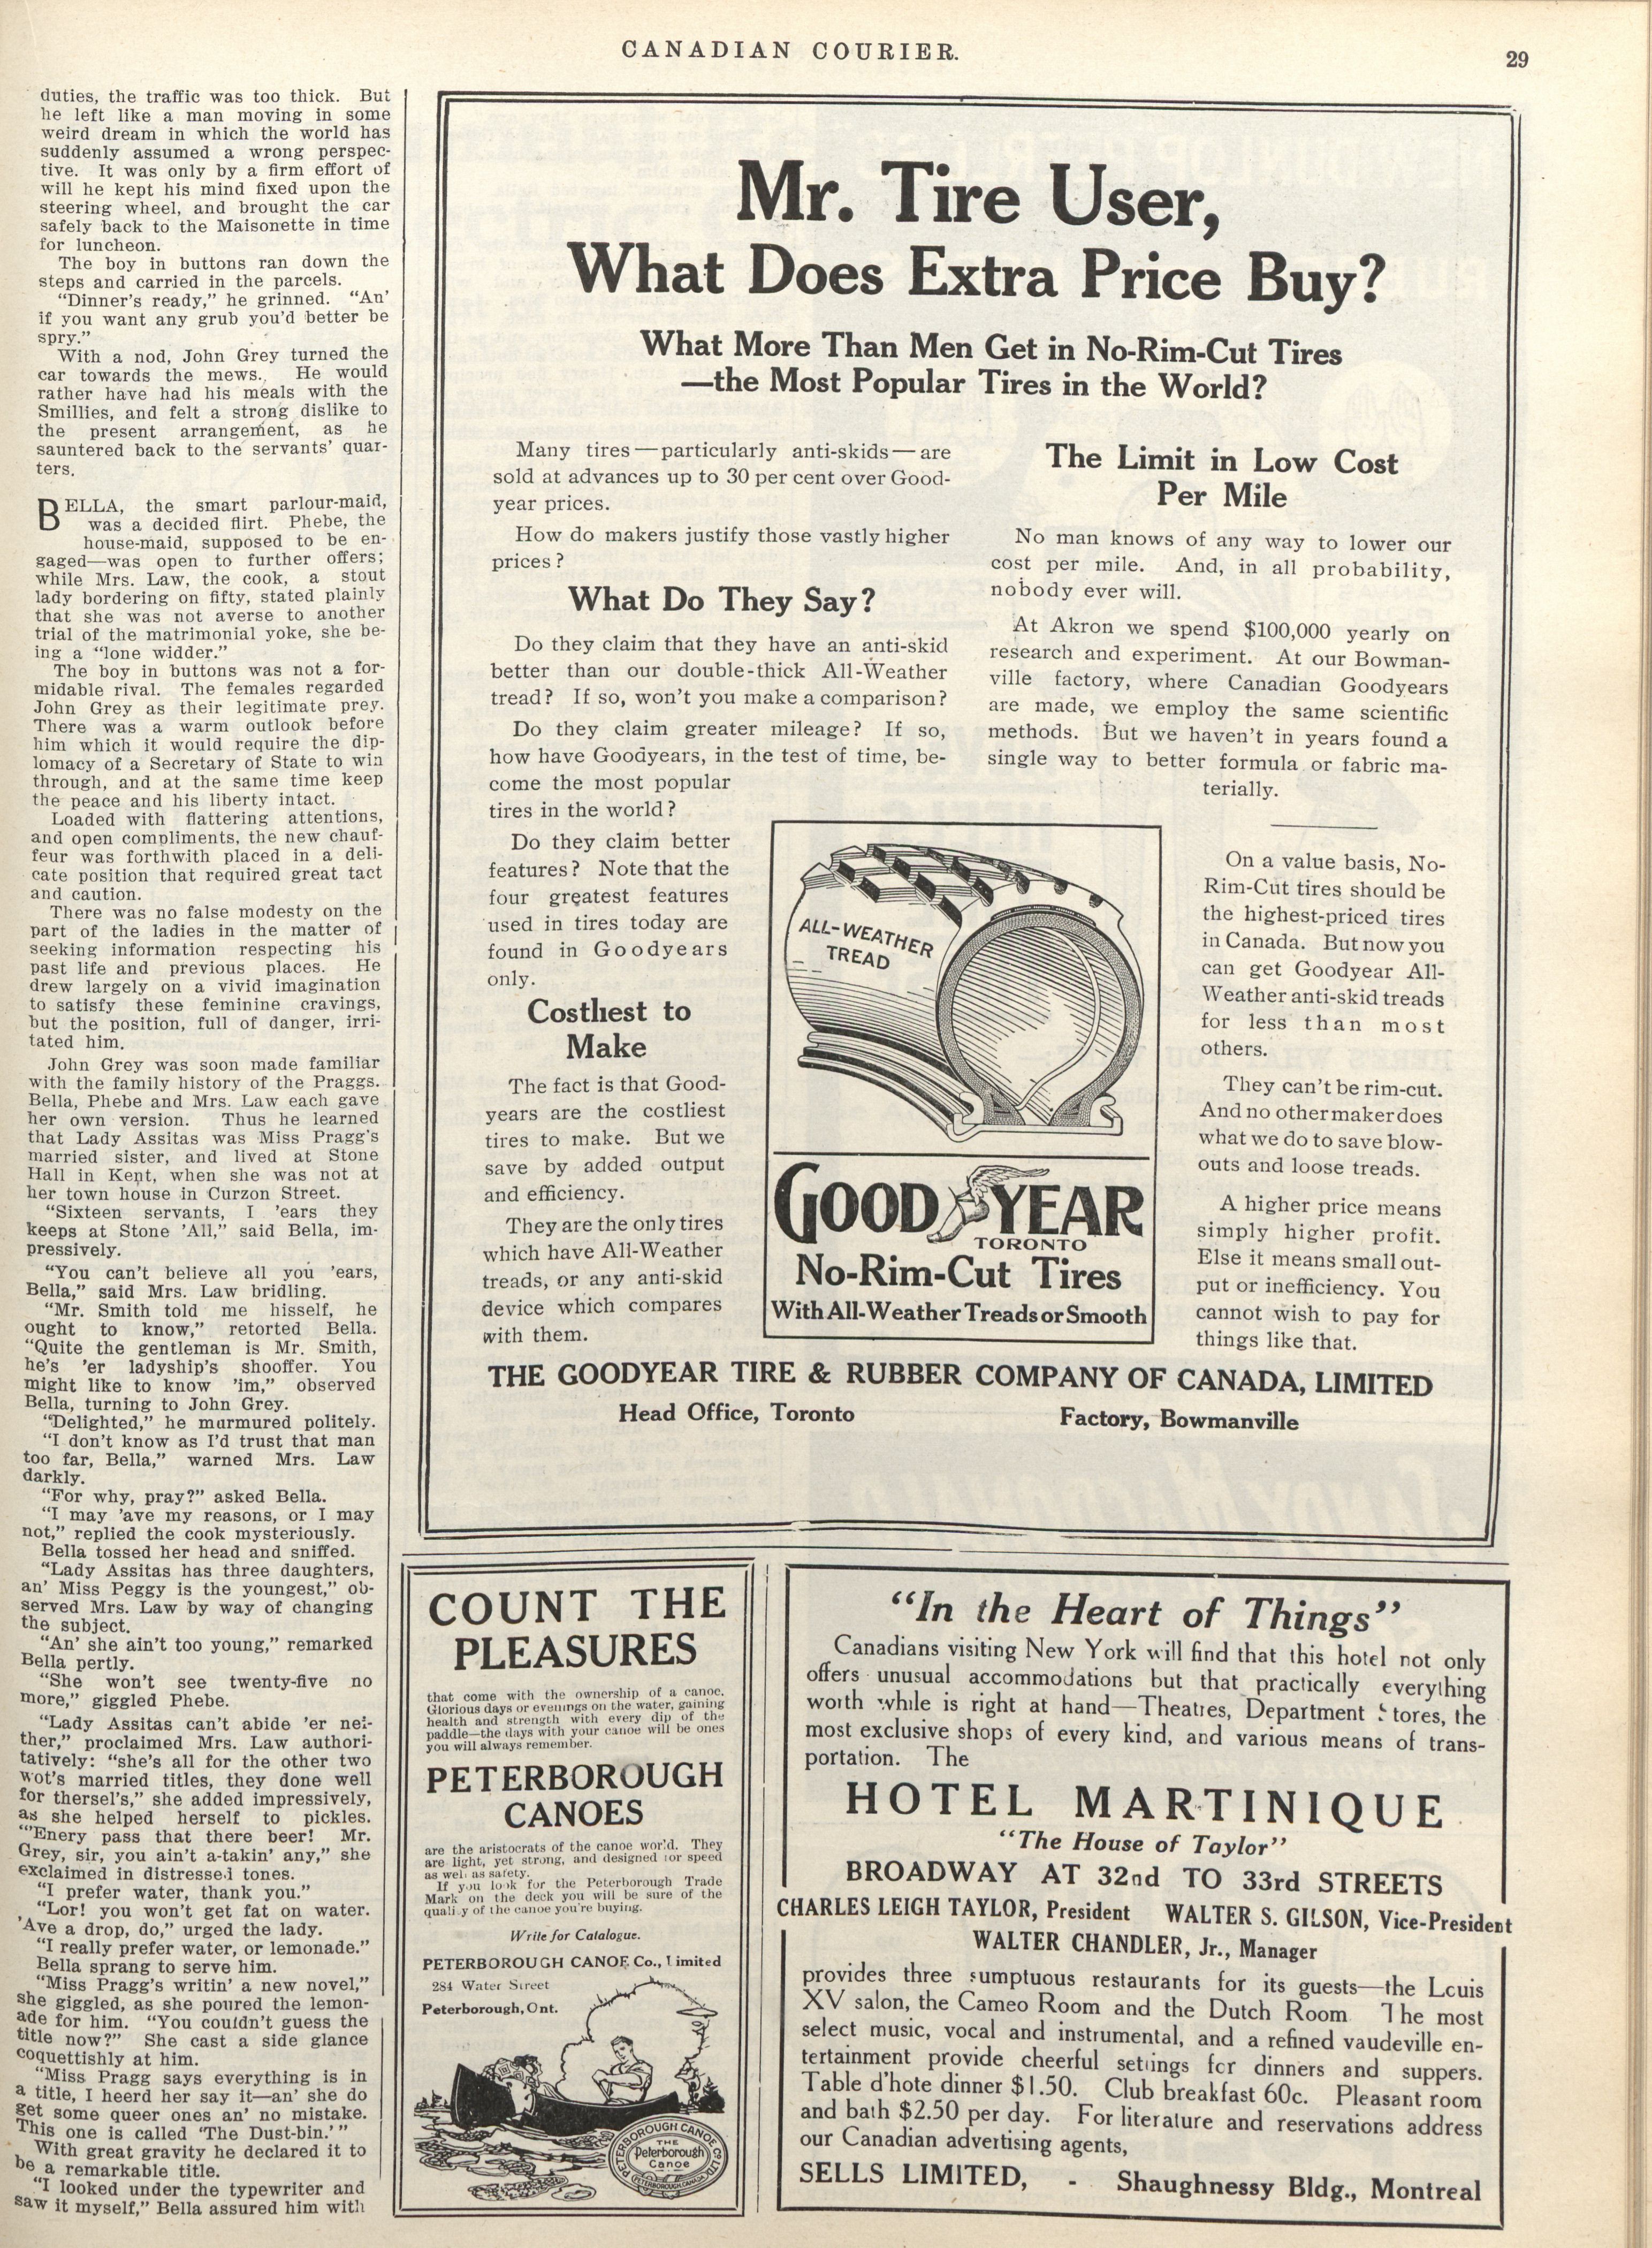 CANADIAN COURIER.
29
duties, the traffic was too thick. But
he left like a man moving in some
weird dream in which the world has
suddenly assumed a wrong perspec-
tive. It was only by a firm effort of
will he kept his mind fixed upon the
steering wheel, and brought the car
safely back to the Maisonette in time
for luncheon.
The boy in buttons ran down the
steps and carried in the parcels.
“Dinner’s ready,” he grinned. “An’
if you want any grub you’d better be
spry.”
With a nod, John Grey turned the
car towards the mews. He would
rather have had his meals with the
Smillies, and felt a strong dislike to
the present arrangement, as he
sauntered back to the servants’ quar-
ters.
BELLA, the smart parlour-maid,
was a decided flirt. Phebe, the
house-maid, supposed to be en-
gaged—was open to further offers;
while Mrs. Law, the cook, a stout
lady bordering on fifty, stated plainly
that she was not averse to another
trial of the matrimonial yoke, she be-
ing a “lone widder.”
The boy in buttons was not a for-
midable rival. The females regarded
John Grey as their legitimate prey.
There was a warm outlook before
him which it would require the dip-
lomacy of a Secretary of State to win
through, and at the same time keep
the peace and his liberty intact.
Loaded with flattering attentions,
and open compliments, the new chauf-
feur was forthwith placed in a deli-
cate position that required great tact
and caution.
There was no false modesty on the
part of the ladies in the matter of
seeking information respecting his
past life and previous places. He
drew largely on a vivid imagination
to satisfy these feminine cravings,
but the position, full of danger, irri-
tated him.
John Grey was soon made familiar
with the family history of the Praggs.
Bella, Phebe and Mrs. Law each gave
her own version. Thus he learned
that Lady Assitas was Miss Pragg’s
married sister, and lived at Stone
Hall in Kent, when she was not at
her town house in Curzon Street.
“Sixteen servants, I ’ears they
keeps at Stone ’All,” said Bella, im-
pressively.
“You can’t believe all you ’ears,
Bella,” said Mrs. Law bridling.
“Mr. Smith told me hisself, he
ought to know,” retorted Bella.
“Quite the gentleman is Mr. Smith,
he’s ’er ladyship’s shooffer. You
might like to know ’im,” observed
Bella, turning to John Grey.
“Delighted,” he murmured politely.
“I don’t know as I’d trust that man
too far, Bella,” warned Mrs. Law
darkly.
“For why, pray?” asked Bella.
“I may ’ave my reasons, or I may
not,” replied the cook mysteriously.
Bella tossed her head and sniffed.
“Lady Assitas has three daughters,
an’ Miss Peggy is the youngest,” ob-
served Mrs. Law by way of changing
the subject.
“An’ she ain’t too young,” remarked
Bella pertly.
“She won’t see twenty-five no
more,” giggled Phebe.
“Lady Assitas can’t abide ’er nei-
ther,” proclaimed Mrs. Law authori-
tatively: “she’s all for the other two
wot’s married titles, they done well
for thersel’s,” she added impressively,
as she helped herself to pickles.
“’Enery pass that there beer! Mr.
Grey, sir, you ain’t a-takin’ any,” she
exclaimed in distressed tones.
“I prefer water, thank you.”
“Lor! you won’t get fat on water.
’Ave a drop, do,” urged the lady.
“I really prefer water, or lemonade.”
Bella sprang to serve him.
“Miss Pragg’s writin’ a new novel,”
she giggled, as she poured the lemon-
ade for him. “You couldn’t guess the
title now?” She cast a side glance
coquettishly at him.
“Miss Pragg says everything is in
a title, I heerd her say it—an’ she do
get some queer ones an’ no mistake.
This one is called ‘The Dust-bin.’”
With great gravity he declared it to
be a remarkable title.
“I looked under the typewriter and
saw it myself,” Bella assured him with
Mr. Tire User,
What Does Extra Price Buy?
What More Than Men Get in No-Rim-Cut Tires
—the Most Popular Tires in the World?
Many tires—particularly anti-skids—are
sold at advances up to 30 per cent over Good-
year prices.
How do makers justify those vastly higher
prices?
What Do They Say?
Do they claim that they have an anti-skid
better than our double-thick All-Weather
tread? If so, won’t you make a comparison?
Do they claim greater mileage? If so,
how have Goodyears, in the test of time, be-
come the most popular
tires in the world?
Do they claim better
features? Note that the
four greatest features
used in tires today are
found in Goodyears
only.
Costliest to
Make
The fact is that Good-
years are the costliest
tires to make. But we
save by added output
and efficiency.
They are the only tires
which have All-Weather
treads, or any anti-skid
device which compares
with them.
The Limit in Low Cost
Per Mile
No man knows of any way to lower our
cost per mile. And, in all probability,
nobody ever will.
At Akron we spend $100,000 yearly on
research and experiment. At our Bowman-
ville factory, where Canadian Goodyears
are made, we employ the same scientific
methods. But we haven’t in years found a
single way to better formula or fabric ma-
terially.
On a value basis, No-
Rim-Cut tires should be
the highest-priced tires
in Canada. But now you
can get Goodyear All-
Weather anti-skid treads
for less than most
others.
They can’t be rim-cut.
And no other maker does
what we do to save blow-
outs and loose treads.
A higher price means
simply higher profit.
Else it means small out-
put or inefficiency. You
cannot wish to pay for
things like that.
ALL-WEATHER
TREAD
GOOD YEAR
TORONTO
No-Rim-Cut Tires
With All-Weather Treads or Smooth
THE GOODYEAR TIRE & RUBBER COMPANY OF CANADA, LIMITED
Head Office, Toronto
Factory, Bowmanville
COUNT THE
PLEASURES
that come with the ownership of a canoe.
Glorious days or evenings on the water, gaining
health and strength with every dip of the
paddle—the days with your canoe will be ones
you will always remember.
PETERBOROUGH
CANOES
are the aristocrats of the canoe world. They
are light, yet strong, and designed for speed
as well as safety.
If you look for the Peterborough Trade
Mark on the deck you will be sure of the
quality of the canoe you’re buying.
Write for Catalogue.
PETERBOROUGH CANOE Co., Limited
284 Water Street
Peterborough, Ont.
PETERBOROUGH CANOE Co. LTD.
THE
Peterborough
Canoe
PETERBOROUGH, CANADA
“In the Heart of Things”
Canadians visiting New York will find that this hotel not only
offers unusual accommodations but that practically everything
worth while is right at hand—Theatres, Department Stores, the
most exclusive shops of every kind, and various means of trans-
portation. The
HOTEL MARTINIQUE
“The House of Taylor”
BROADWAY AT 32nd TO 33rd STREETS
CHARLES LEIGH TAYLOR, President WALTER S. GILSON, Vice-President
WALTER CHANDLER, Jr., Manager
provides three sumptuous restaurants for its guests—the Louis
XV salon, the Cameo Room and the Dutch Room The most
select music, vocal and instrumental, and a refined vaudeville en-
tertainment provide cheerful settings for dinners and suppers.
Table d’hote dinner $1.50. Club breakfast 60c. Pleasant room
and bath $2.50 per day. For literature and reservations address
our Canadian advertising agents,
SELLS LIMITED, - Shaughnessy Bldg., Montreal